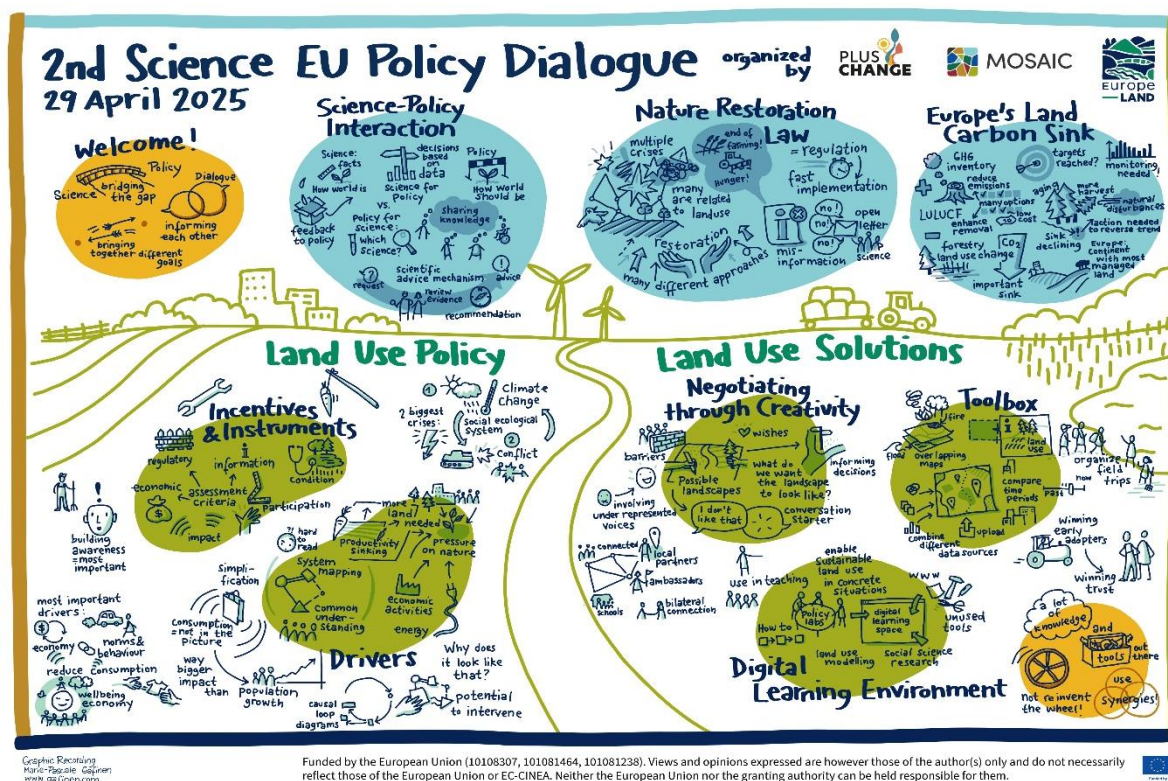 2nd Science EU Policy Dialogue
29 April 2025
organized
by
PLUS
CHANGE
MOSAIC
Europe
LAND
Welcome!
Science
Policy
bridging
the gap
Dialogue
informing
each other
bringing
together different
goals
Science-Policy
Interaction
Science:
facts
How world is
decisions
based
on
data
Policy
How world
should be
Science for
Policy
vs.
Policy for
Science?
sharing
knowledge
feedback
to policy
which
Science?
request
Scientific
advice mechanism
advice
review
evidence
recommendation
Nature Restoration
Law
multiple
crises
end of
farming!
hunger!
= regulation
fast
implementation
many
are related
to
landuse
restoration
many different approaches
i
mis
information
no!
no!
no!
open
letter
science
Europe's Land
Carbon Sink
GHG
inventory
targets
reached?
monitoring
needed!
reduce
emissions
many options
low
cost
LULUCF
enhance
removal
aging
more
harvest
natural
disturbances
action needed
to reverse trend
Sink
declining
forestry
land use change
CO2
important
sink
Europe:
continent
with most
managed
land
Land Use Policy
Incentives
& Instruments
regulatory
i
information
Condition
economic
assessment
criteria
Participation
impact
1
Climate
Change
2 biggest
crises:
Social ecological
system
2
Conflict
!
building
awareness
= most
important
hard
to
read
more
land
needed
productivity
sinking
pressure
on nature
System
mapping
Common
under-
standing
economic
activities
energy
Drivers
Simpli-
fication
Consumption
= not in the
picture
way
bigger
impact
than
Population
growth
most important
drivers:
economy
norms &
behaviour
reduce consumption
wellbeing
economy
causal
loop
diagrams
Why does
it look like
that?
potential
to intervene
Land Use Solutions
Negotiating
through Creativity
barriers
wishes
informing
decisions
Possible
landscapes
What do
we want
the landscape
to look like?
involving
under represented
voices
I don't
like that
conversation
Starter
connected
local
partners
ambassadors
schools
bilateral
connection
Toolbox
fire
flood
over lapping
maps
i
land
use
compare
time
periods
past
now
organize
field
trips
upload
combine
different
data sources
Winning
early
adopters
Winning
trust
use in teaching
enable
Sustainable
land use
in concrete
situations
Policy
labs
How to
digital
learning
space
www
unused
tools
land use
modelling
Social Science
research
Digital
Learning Environment
a lot
of
knowledge
and
tools
out
there
not reinvent
the wheel!
use
Synergies!
Graphic Recording
www.gafinen.com
Funded by the European Union (10108307, 101081464, 101081238). Views and opinions expressed are however those of the author(s) only and do not necessarily
reflect those of the European Union or EC-CINEA. Neither the European Union nor the granting authority can be held responsible for them.